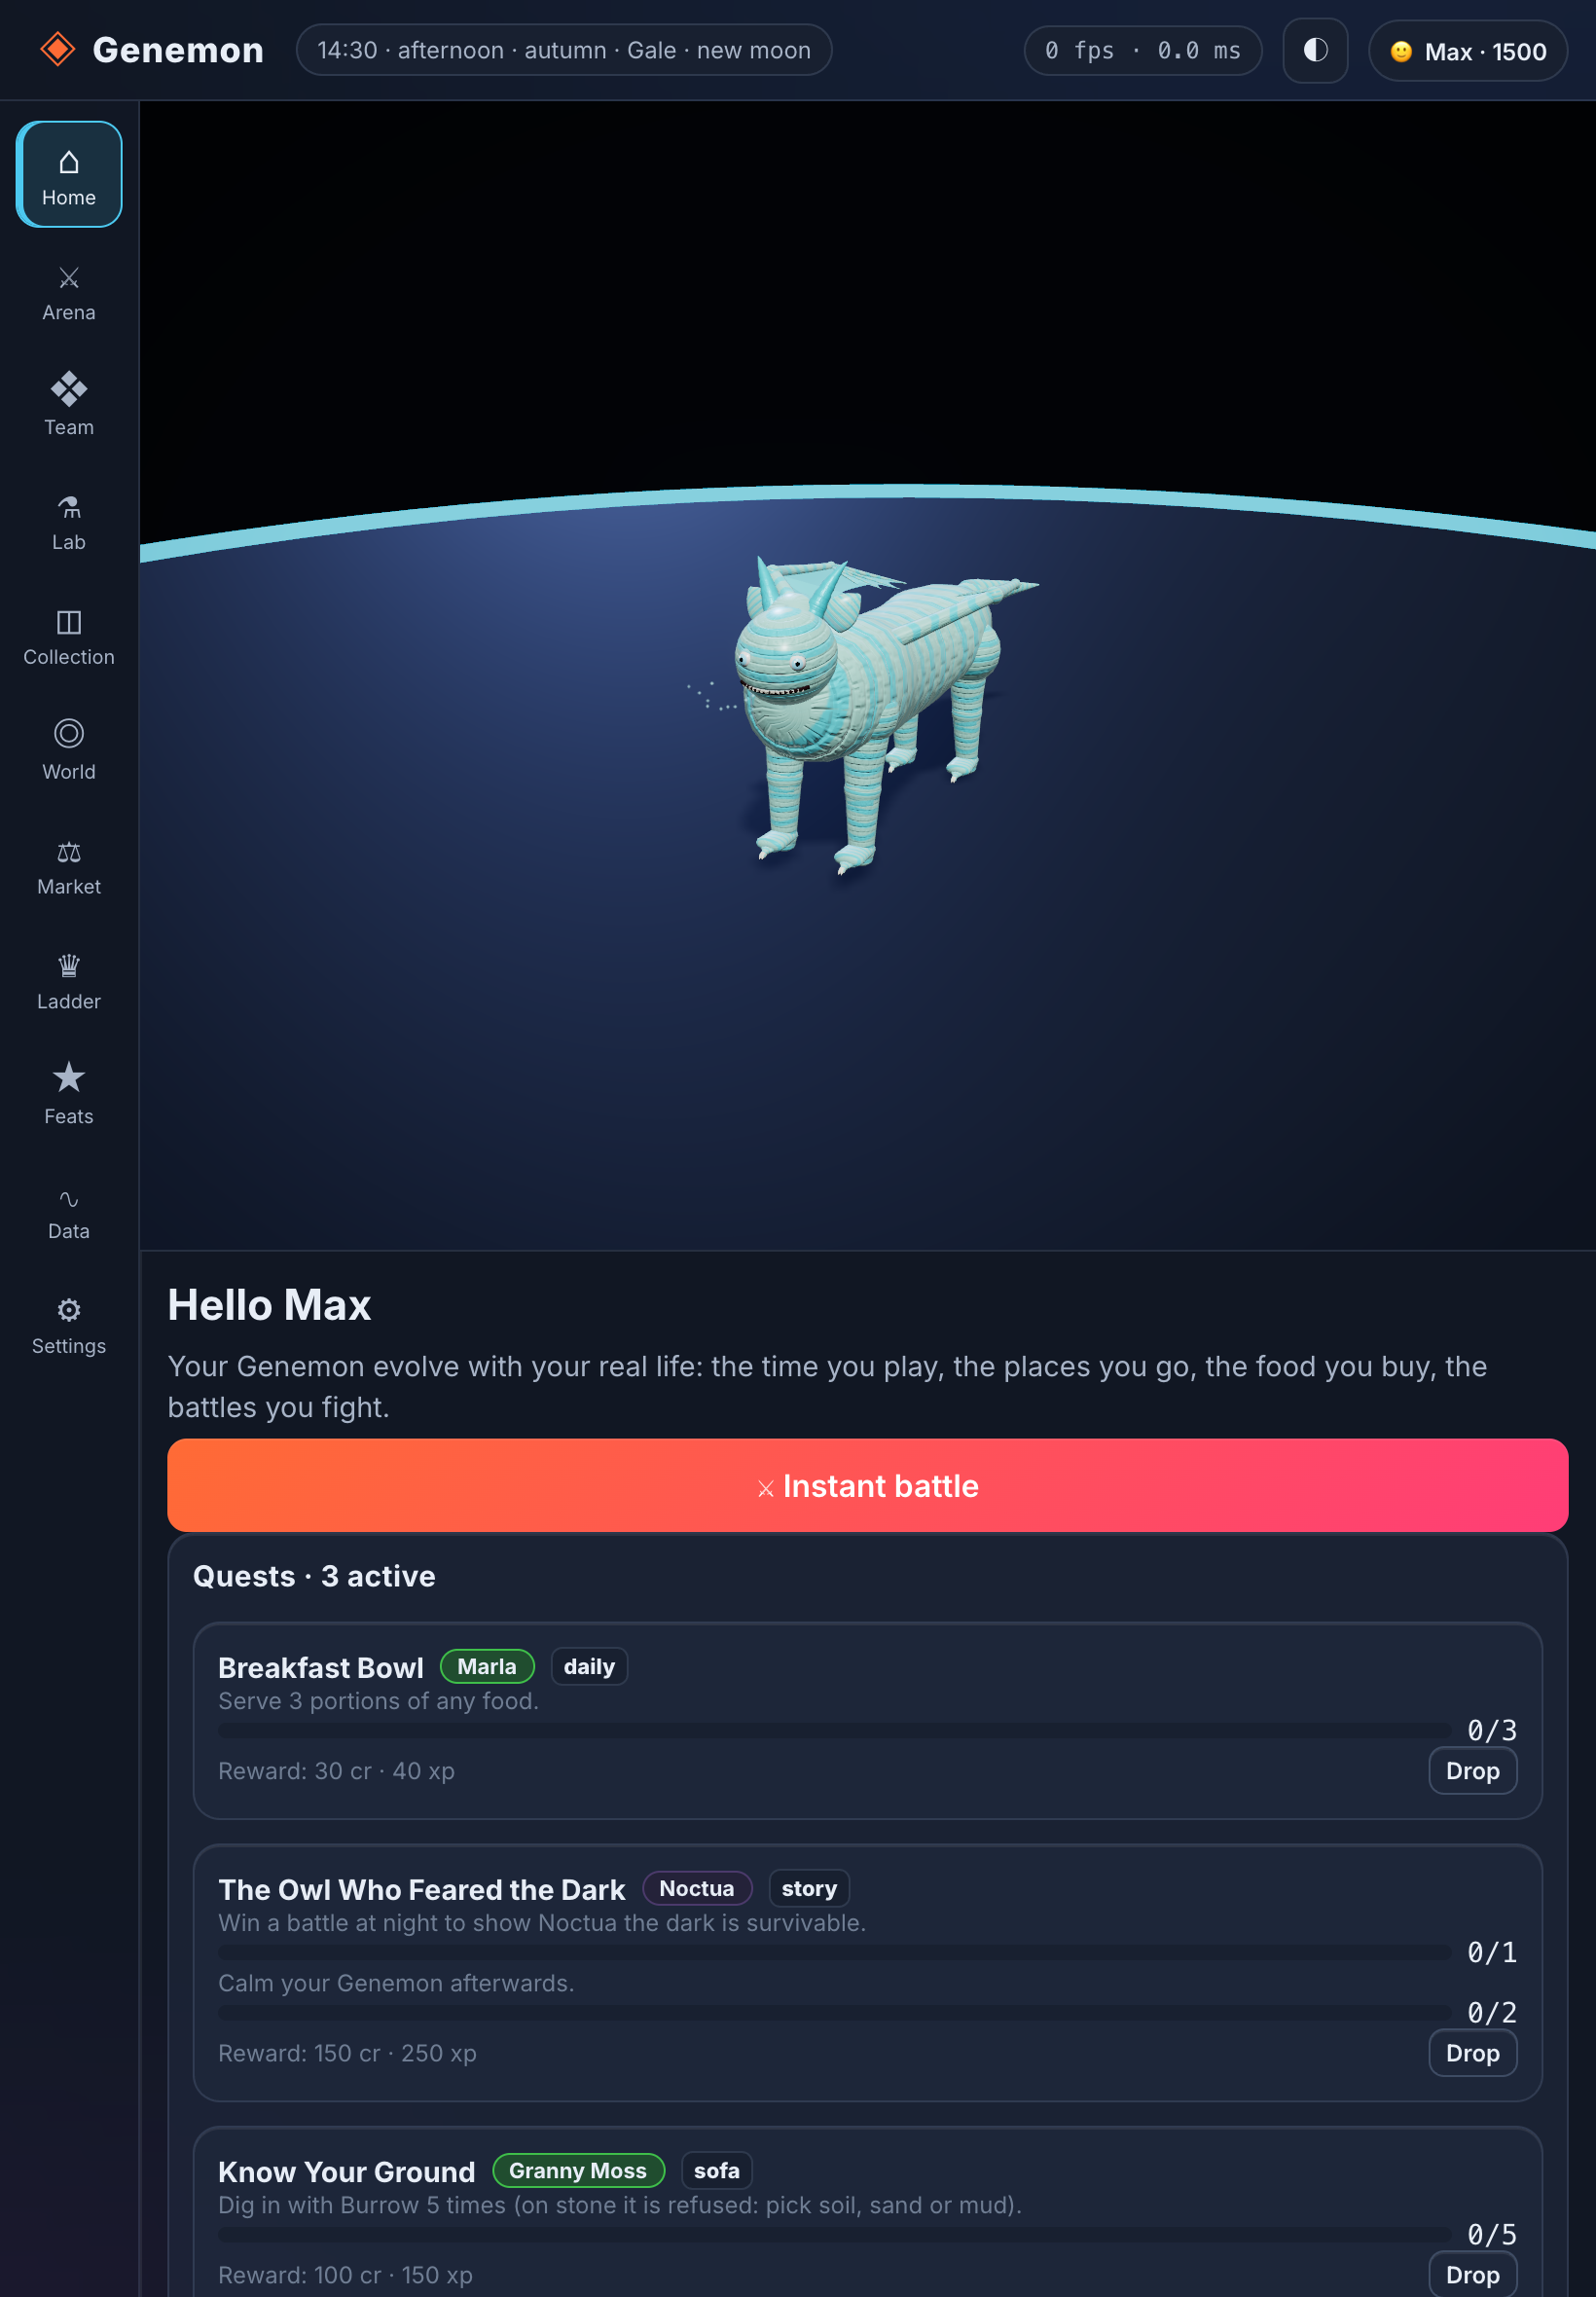 Genemon
14:30 · afternoon · autumn · Gale · new moon
0 fps · 0.0 ms
Max · 1500
Home
Arena
Team
Lab
Collection
World
Market
Ladder
Feats
Data
Settings
Hello Max
Your Genemon evolve with your real life: the time you play, the places you go, the food you buy, the
battles you fight.
Instant battle
Quests · 3 active
Breakfast Bowl Marla daily
Serve 3 portions of any food.
0/3
Reward: 30 cr · 40 xp
Drop
The Owl Who Feared the Dark Noctua story
Win a battle at night to show Noctua the dark is survivable.
0/1
Calm your Genemon afterwards.
0/2
Reward: 150 cr · 250 xp
Drop
Know Your Ground Granny Moss sofa
Dig in with Burrow 5 times (on stone it is refused: pick soil, sand or mud).
0/5
Reward: 100 cr · 150 xp
Drop